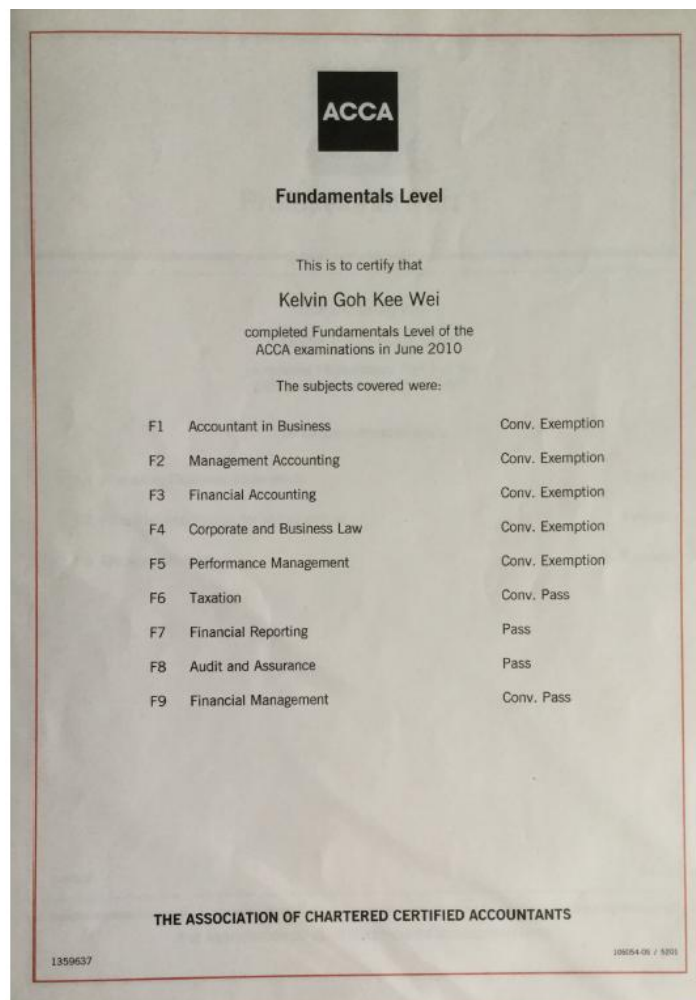 ACCA
Fundamentals Level
This is to certify that
Kelvin Goh Kee Wei
completed Fundamentals Level of the
ACCA examinations in June 2010
The subjects covered were:
F1 Accountant in Business Conv. Exemption
F2 Management Accounting Conv. Exemption
F3 Financial Accounting Conv. Exemption
F4 Corporate and Business Law Conv. Exemption
F5 Performance Management Conv. Exemption
F6 Taxation Conv. Pass
F7 Financial Reporting Pass
F8 Audit and Assurance Pass
F9 Financial Management Conv. Pass
THE ASSOCIATION OF CHARTERED CERTIFIED ACCOUNTANTS
1359637